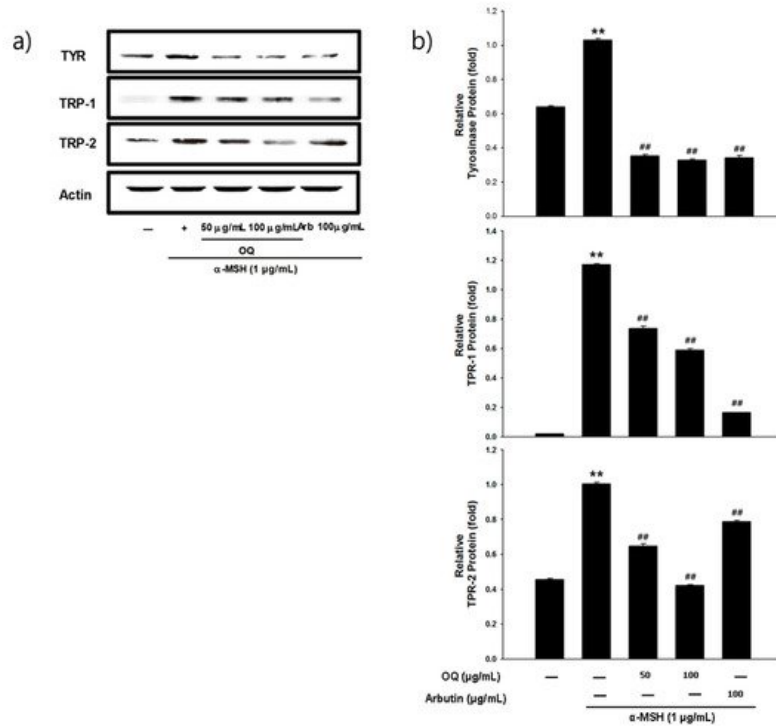 a)
TYR
TRP-1
TRP-2
Actin
— + 50 μg/mL 100 μg/mL Arb 100μg/mL
OQ
α-MSH (1 μg/mL)
b)
Relative
Tyrosinase Protein (fold)
1.2
1.0
0.8
0.6
0.4
0.2
0.0
**
##
##
##
Relative
TPR-1 Protein (fold)
1.4
1.2
1.0
0.8
0.6
0.4
0.2
0.0
**
##
##
##
Relative
TPR-2 Protein (fold)
1.2
1.0
0.8
0.6
0.4
0.2
0.0
**
##
##
##
OQ (μg/mL) — — 50 100 —
Arbutin (μg/mL) — — — — 100
α-MSH (1 μg/mL)